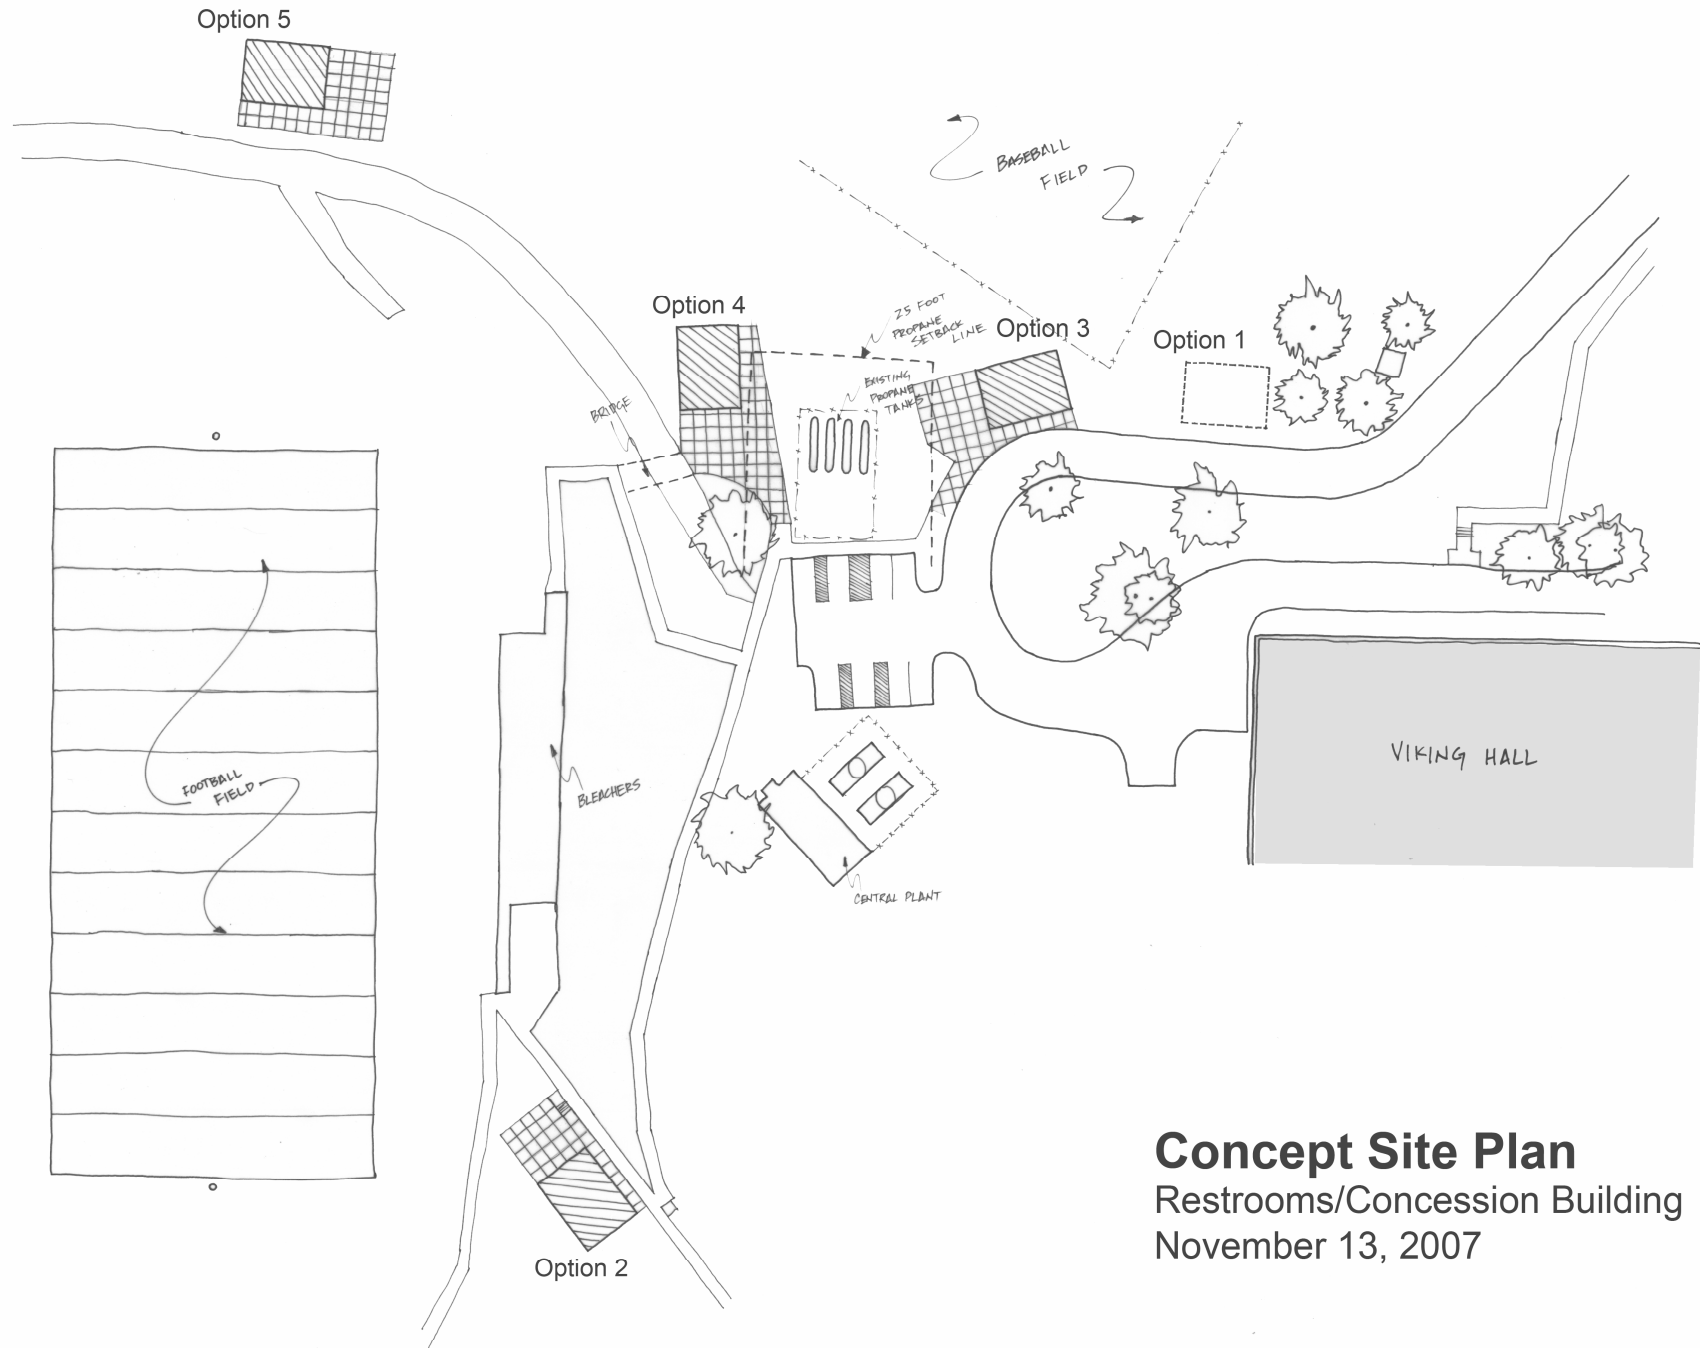 Option 5
BASEBALL
FIELD
Option 4
25 FOOT
PROPANE
SETBACK
LINE
Option 3
Option 1
EXISTING
PROPANE
TANKS
BRIDGE
FOOTBALL
FIELD
BLEACHERS
VIKING HALL
CENTRAL PLANT
Option 2
Concept Site Plan
Restrooms/Concession Building
November 13, 2007